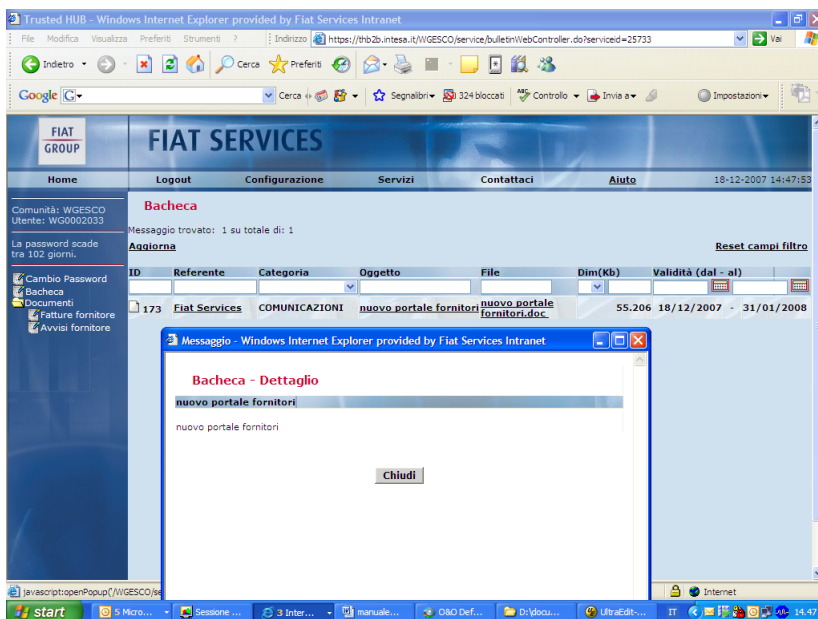 Trusted HUB - Windows Internet Explorer provided by Fiat Services Intranet
File Modifica Visualizza Preferiti Strumenti ? Indirizzo https://thb2b.intesa.it/WGESCO/service/bulletinWebController.do?serviceid=25733 Vai
Indietro Cerca Preferiti
Google G Cerca Segnalibri 324 bloccati Controllo Invia a Impostazioni
FIAT GROUP
FIAT SERVICES
Home Logout Configurazione Servizi Contattaci Aiuto 18-12-2007 14:47:53
Comunità: WGESCO
Utente: WG0002033
La password scade
tra 102 giorni.
Cambio Password
Bacheca
Documenti
Fatture fornitore
Avvisi fornitore
Bacheca
Messaggio trovato: 1 su totale di: 1
Aggiorna Reset campi filtro
ID Referente Categoria Oggetto File Dim(Kb) Validità (dal - al)
173 Fiat Services COMUNICAZIONI nuovo portale fornitori nuovo portale fornitori.doc 55.206 18/12/2007 - 31/01/2008
Messaggio - Windows Internet Explorer provided by Fiat Services Intranet
Bacheca - Dettaglio
nuovo portale fornitori
nuovo portale fornitori
Chiudi
javascript:openPopup('/WGESCO/se Internet
start 5 Micro... Sessione ... 3 Inter... manuale... O&O Def... D:\docu... UltraEdit-... IT 14.47